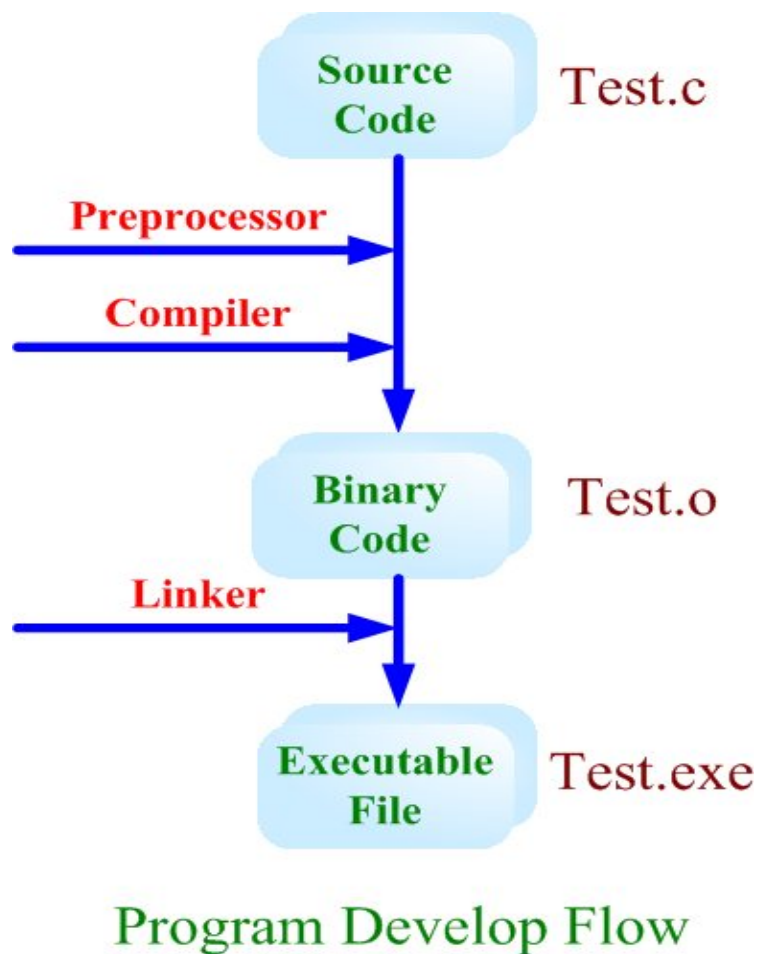 Source
Code
Test.c
Preprocessor
Compiler
Binary
Code
Test.o
Linker
Executable
File
Test.exe
Program Develop Flow